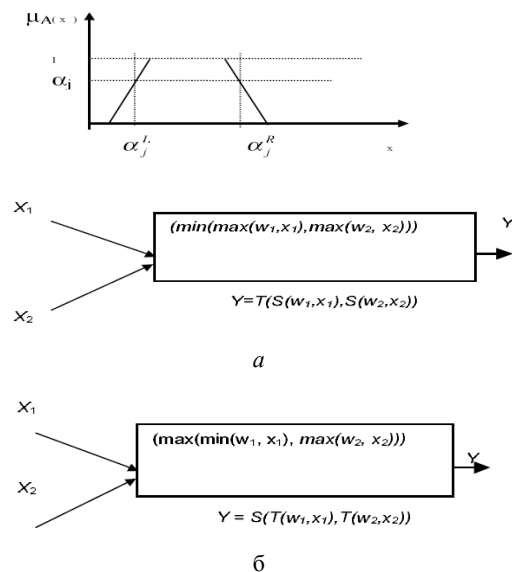 μA(x)
1
αj
αjL αjR
x
X1
(min(max(w1,x1),max(w2, x2)))
Y
X2
Y=T(S(w1,x1),S(w2,x2))
а
X1
(max(min(w1, x1), max(w2, x2)))
Y
X2
Y = S(T(w1,x1),T(w2,x2))
б